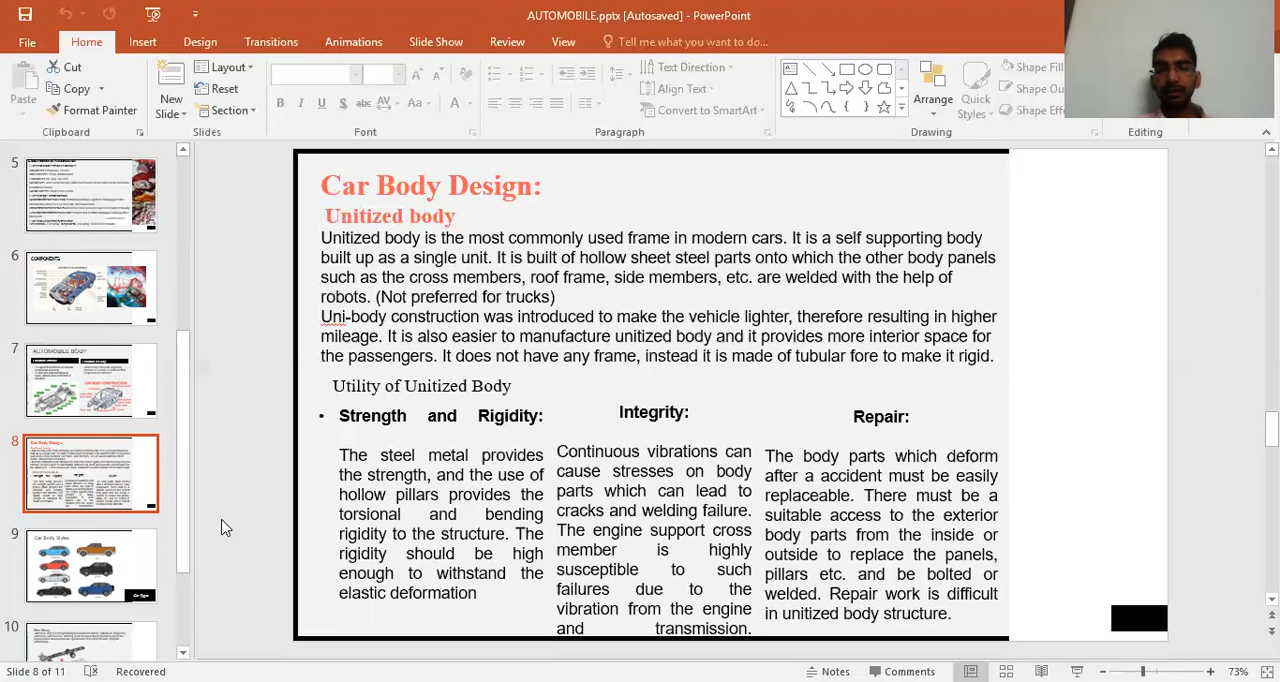 AUTOMOBILE.pptx [Autosaved] - PowerPoint
File Home Insert Design Transitions Animations Slide Show Review View Tell me what you want to do...
Paste
Cut
Copy
Format Painter
Clipboard
New Slide
Layout
Reset
Section
Slides
B I U S abc AV Aa A
Font
Text Direction
Align Text
Convert to SmartArt
Paragraph
Arrange
Quick Styles
Shape Fill
Shape Ou
Shape Effe
Drawing
Editing
5
6
COMPONENTS
7
AUTOMOBILE BODY
CAR BODY CONSTRUCTION
8
Car Body Design:
9
Car Body Styles
10
Car Body Design:
Unitized body
Unitized body is the most commonly used frame in modern cars. It is a self supporting body
built up as a single unit. It is built of hollow sheet steel parts onto which the other body panels
such as the cross members, roof frame, side members, etc. are welded with the help of
robots. (Not preferred for trucks)
Uni-body construction was introduced to make the vehicle lighter, therefore resulting in higher
mileage. It is also easier to manufacture unitized body and it provides more interior space for
the passengers. It does not have any frame, instead it is made of tubular fore to make it rigid.
Utility of Unitized Body
• Strength and Rigidity:
The steel metal provides
the strength, and the use of
hollow pillars provides the
torsional and bending
rigidity to the structure. The
rigidity should be high
enough to withstand the
elastic deformation
Integrity:
Continuous vibrations can
cause stresses on body
parts which can lead to
cracks and welding failure.
The engine support cross
member is highly
susceptible to such
failures due to the
vibration from the engine
and transmission.
Repair:
The body parts which deform
after a accident must be easily
replaceable. There must be a
suitable access to the exterior
body parts from the inside or
outside to replace the panels,
pillars etc. and be bolted or
welded. Repair work is difficult
in unitized body structure.
Slide 8 of 11 Recovered Notes Comments 73%